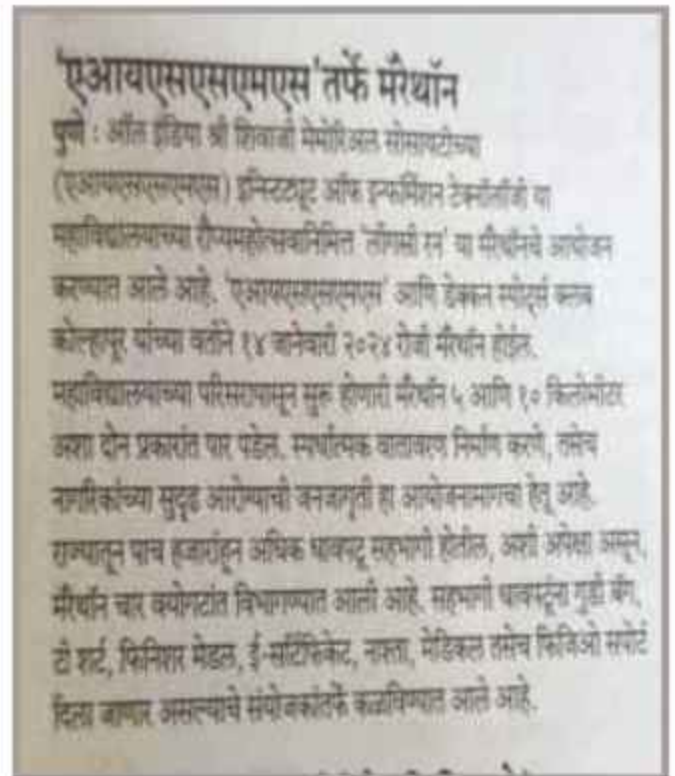 'एआयएसएसएमएस'तर्फे मॅरेथॉन
पुणे : ऑल इंडिया श्री शिवाजी मेमोरिअल सोसायटीच्या
(एआयएसएसएमएस) इन्स्टिट्यूट ऑफ इन्फर्मेशन टेक्नॉलॉजी या
महाविद्यालयाच्या रौप्यमहोत्सवानिमित्त रन' या मॅरेथॉनचे आयोजन
करण्यात आले आहे. 'एआयएसएसएमएस' आणि डेक्कन स्पोर्ट्स क्लब
कोल्हापूर, यांच्या वतीने १४ जानेवारी २०२४ रोजी मॅरेथॉन होईल.
महाविद्यालयाच्या परिसरापासून सुरू होणारी मॅरेथॉन ५ आणि १० किलोमीटर
अशा दोन प्रकारांत पार पडेल. स्पर्धात्मक वातावरण निर्माण करणे, तसेच
नागरिकांच्या सुदृढ आरोग्याची जनजागृती हा आयोजनामागचा हेतू आहे.
राज्यातून पाच हजारांहून अधिक धावपटू सहभागी होतील, अशी अपेक्षा असून,
मॅरेथॉन चार वयोगटांत विभागण्यात आली आहे. सहभागी धावपटूंना गुडी बॅग,
टी शर्ट, फिनिशर मेडल, ई-सर्टिफिकेट, नाश्ता, मेडिकल तसेच फिजिओ सपोर्ट
दिला जाणार असल्याचे संयोजकांतर्फे कळविण्यात आले आहे.